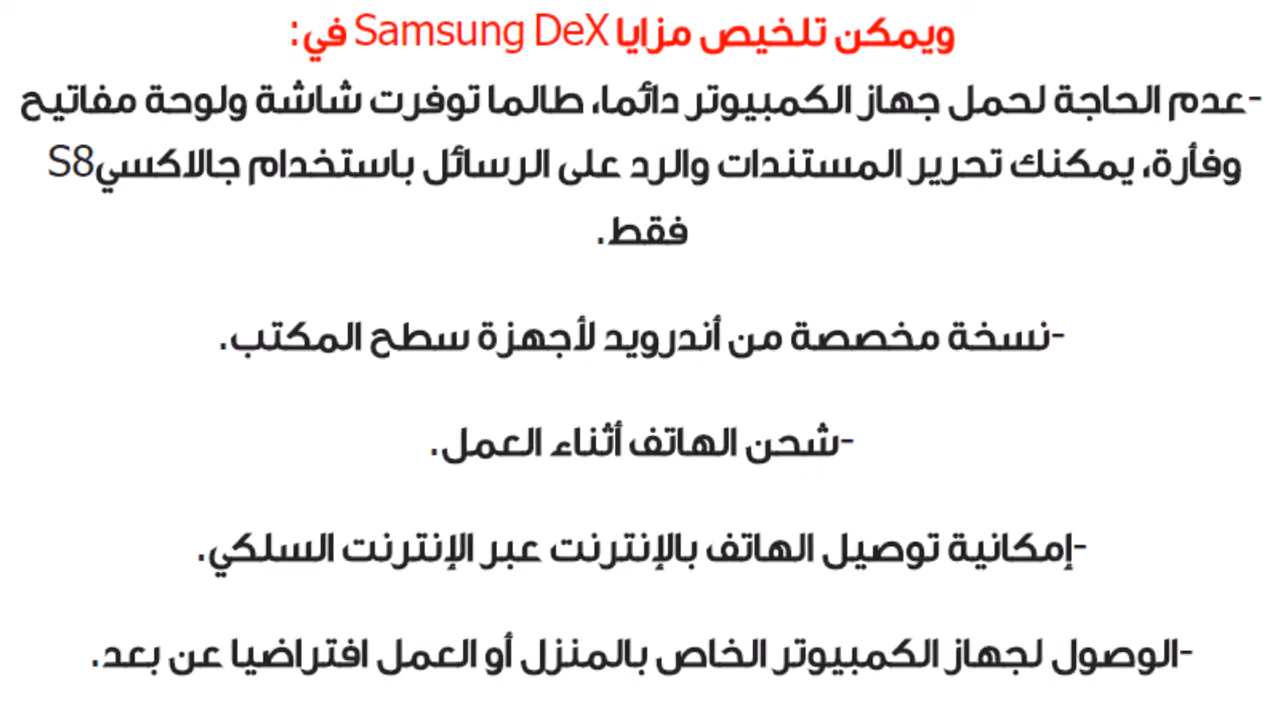 ويمكن تلخيص مزايا Samsung DeX في:
-عدم الحاجة لحمل جهاز الكمبيوتر دائما، طالما توفرت شاشة ولوحة مفاتيح
وفأرة، يمكنك تحرير المستندات والرد على الرسائل باستخدام جالاكسيS8
فقط.
-نسخة مخصصة من أندرويد لأجهزة سطح المكتب.
-شحن الهاتف أثناء العمل.
-إمكانية توصيل الهاتف بالإنترنت عبر الإنترنت السلكي.
-الوصول لجهاز الكمبيوتر الخاص بالمنزل أو العمل افتراضيا عن بعد.